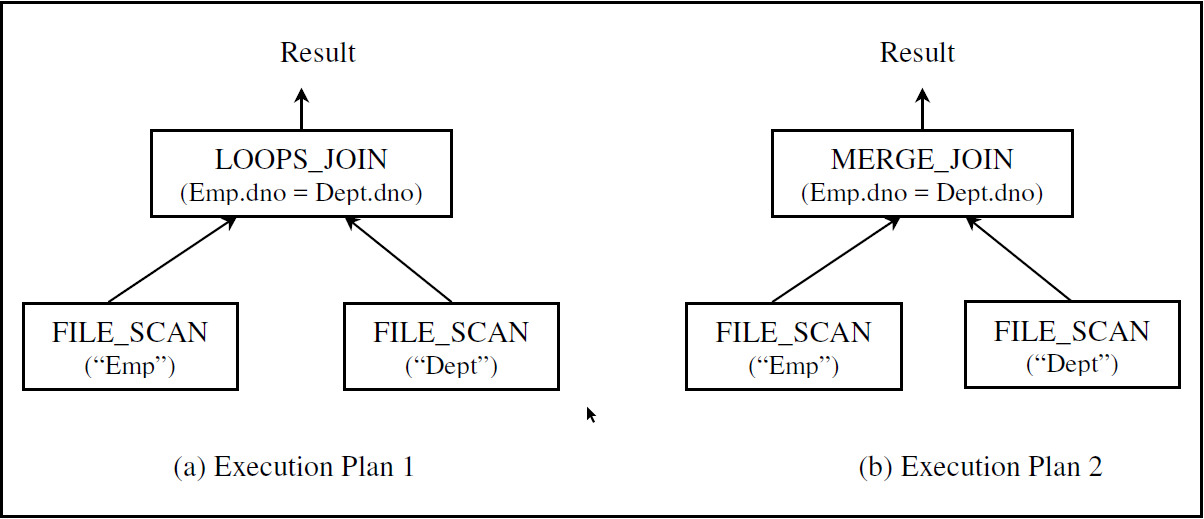 Result
LOOPS_JOIN
(Emp.dno = Dept.dno)
FILE_SCAN
(“Emp”)
FILE_SCAN
(“Dept”)
(a) Execution Plan 1
Result
MERGE_JOIN
(Emp.dno = Dept.dno)
FILE_SCAN
(“Emp”)
FILE_SCAN
(“Dept”)
(b) Execution Plan 2